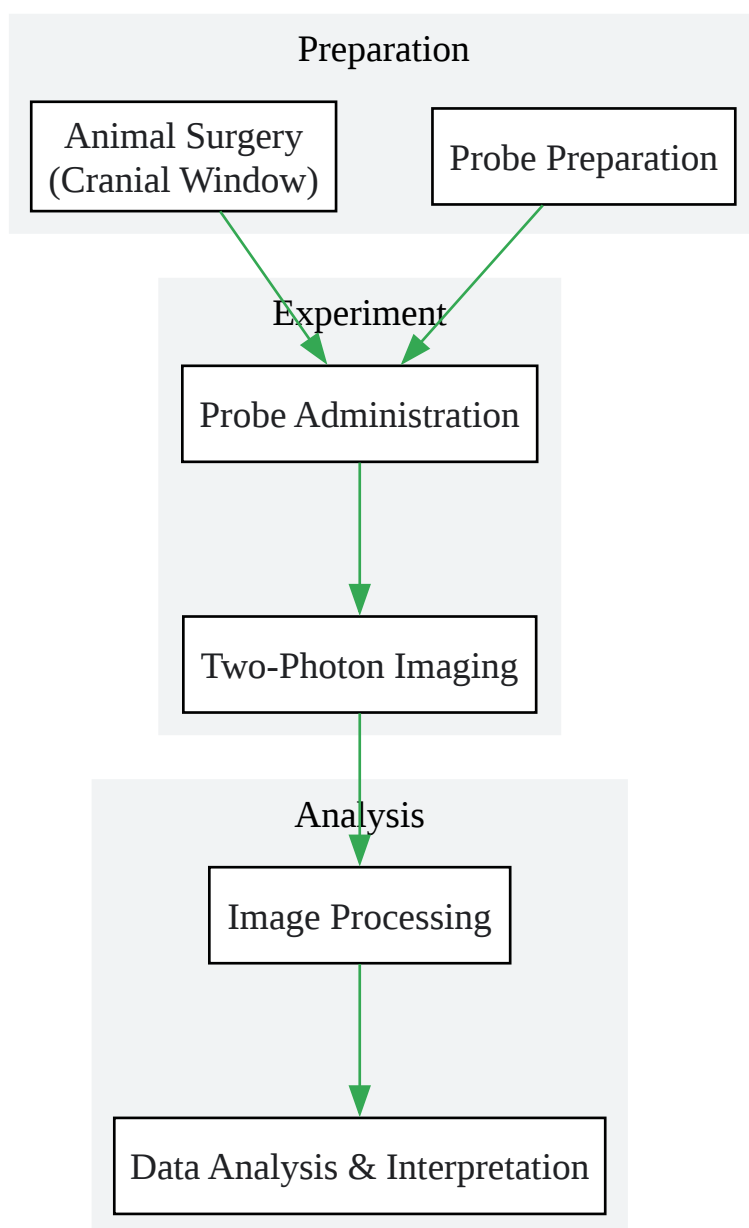 Preparation
Animal Surgery
(Cranial Window)
Probe Preparation
Experiment
Probe Administration
Two-Photon Imaging
Analysis
Image Processing
Data Analysis & Interpretation